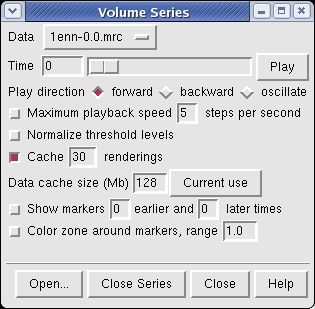 Volume Series
Data 1enn-0.0.mrc
Time 0 Play
Play direction forward backward oscillate
Maximum playback speed 5 steps per second
Normalize threshold levels
Cache 30 renderings
Data cache size (Mb) 128 Current use
Show markers 0 earlier and 0 later times
Color zone around markers, range 1.0
Open... Close Series Close Help